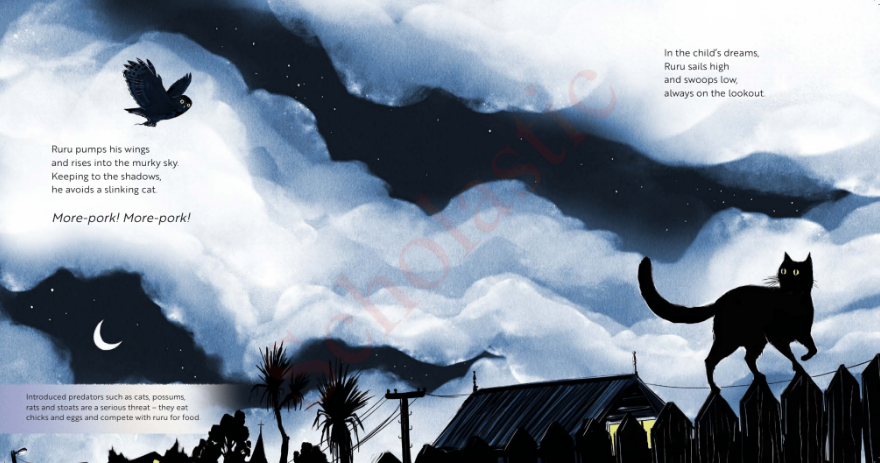 Ruru pumps his wings
and rises into the murky sky.
Keeping to the shadows,
he avoids a slinking cat.
More-pork! More-pork!
Introduced predators such as cats, possums,
rats and stoats are a serious threat – they eat
chicks and eggs and compete with ruru for food.
In the child's dreams,
Ruru sails high
and swoops low,
always on the lookout.
Scholastic